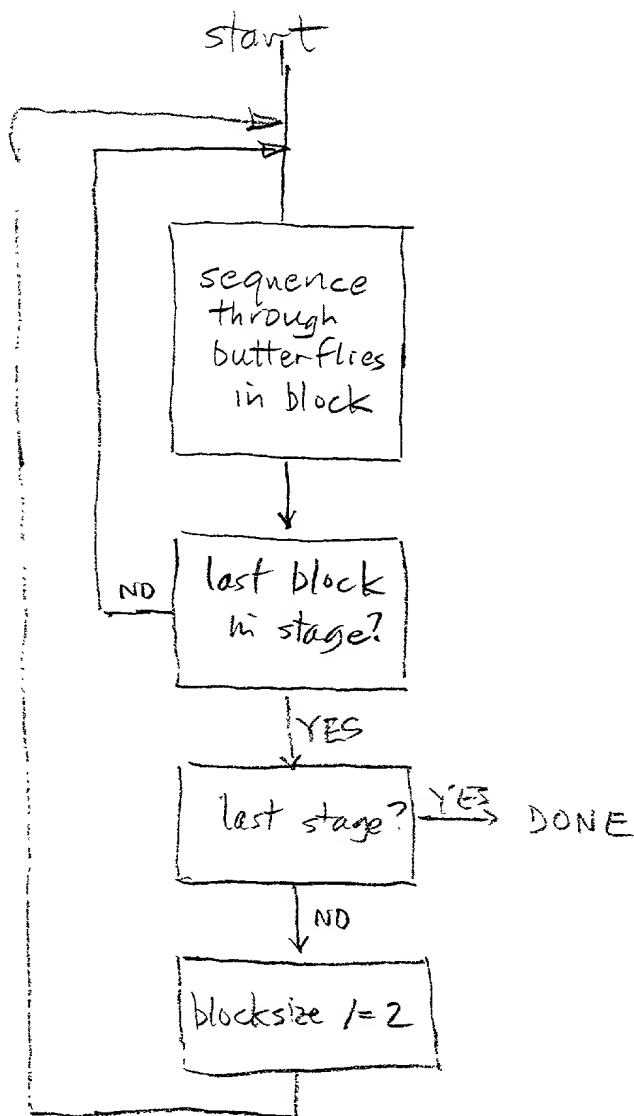 start
sequence
through
butterflies
in block
last block
in stage?
NO
YES
last stage?
YES
DONE
NO
blocksize /= 2